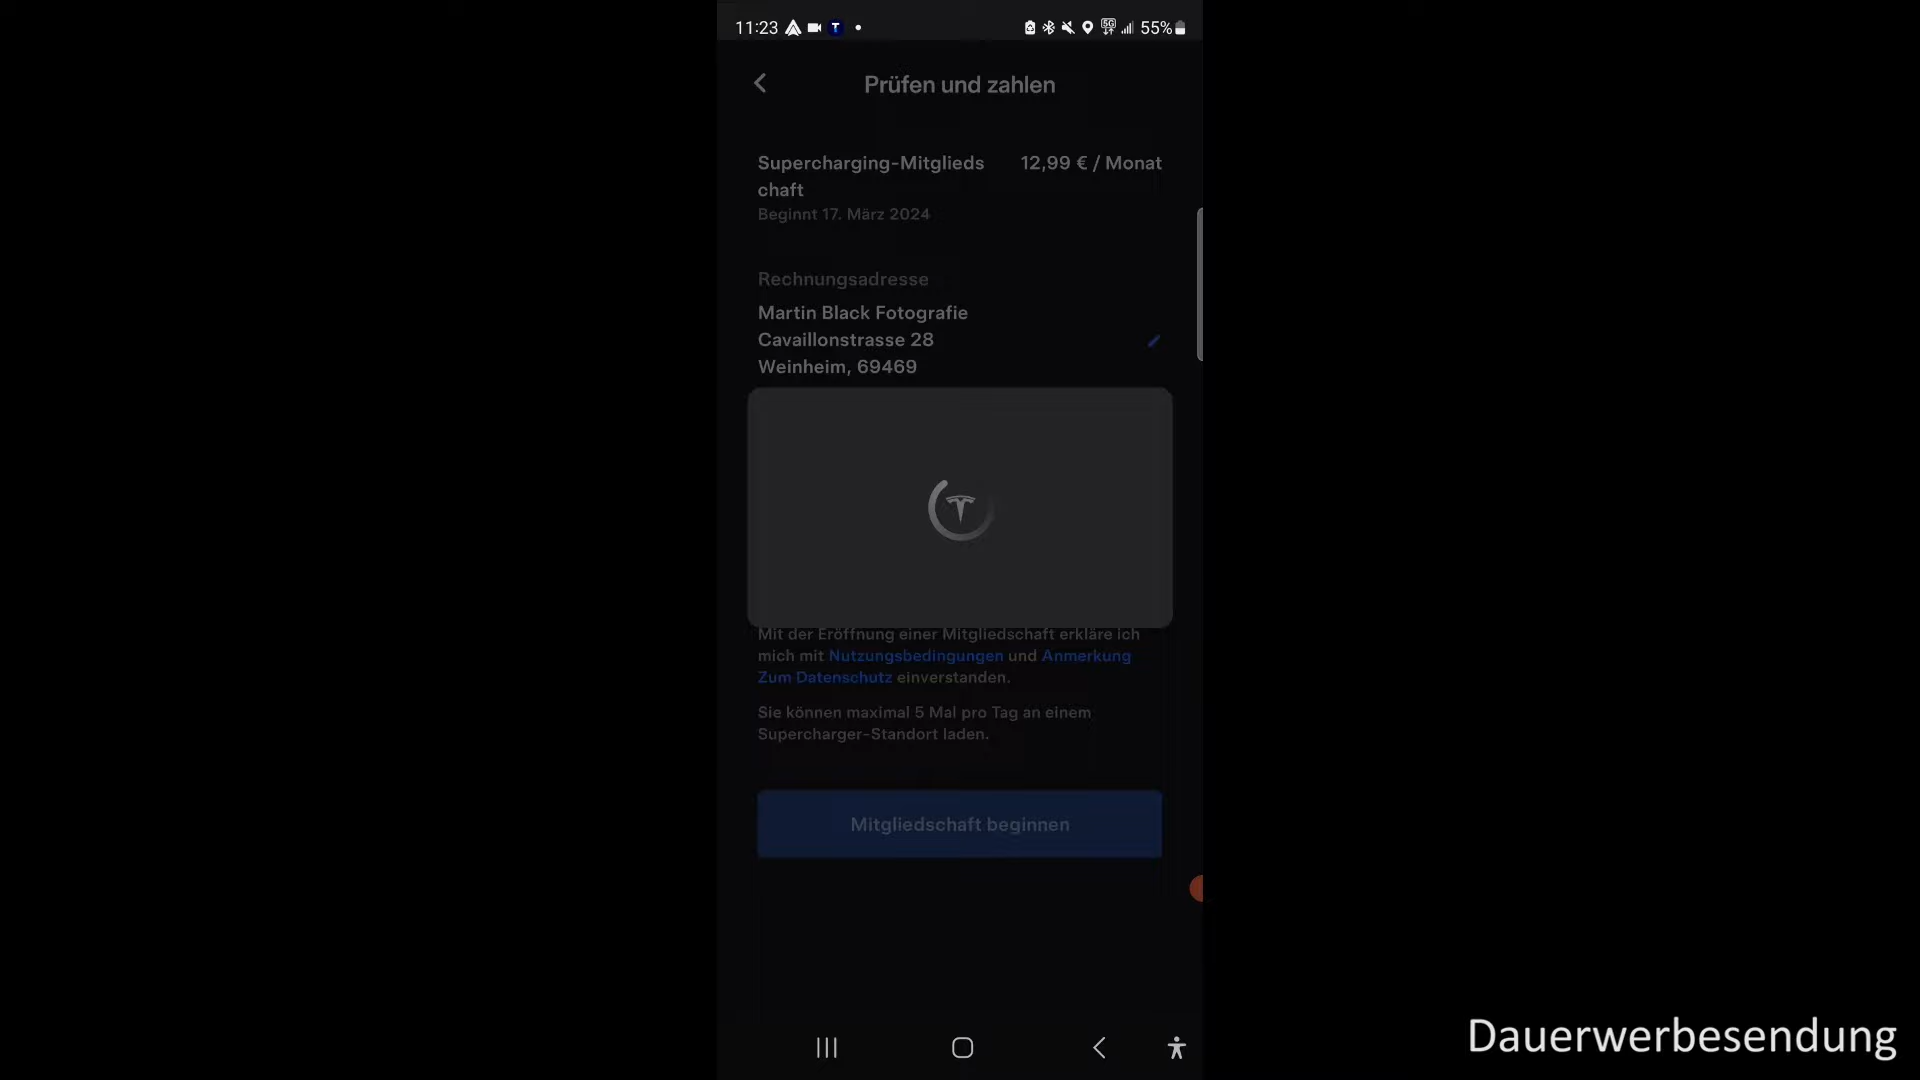 11:23
55%
Prüfen und zahlen
Supercharging-Mitglieds 12,99 € / Monat
chaft
Beginnt 17. März 2024
Rechnungsadresse
Martin Black Fotografie
Cavaillonstrasse 28
Weinheim, 69469
Mit der Eröffnung einer Mitgliedschaft erkläre ich
mich mit Nutzungsbedingungen und Anmerkung
Zum Datenschutz einverstanden.
Sie können maximal 5 Mal pro Tag an einem
Supercharger-Standort laden.
Mitgliedschaft beginnen
Dauerwerbesendung